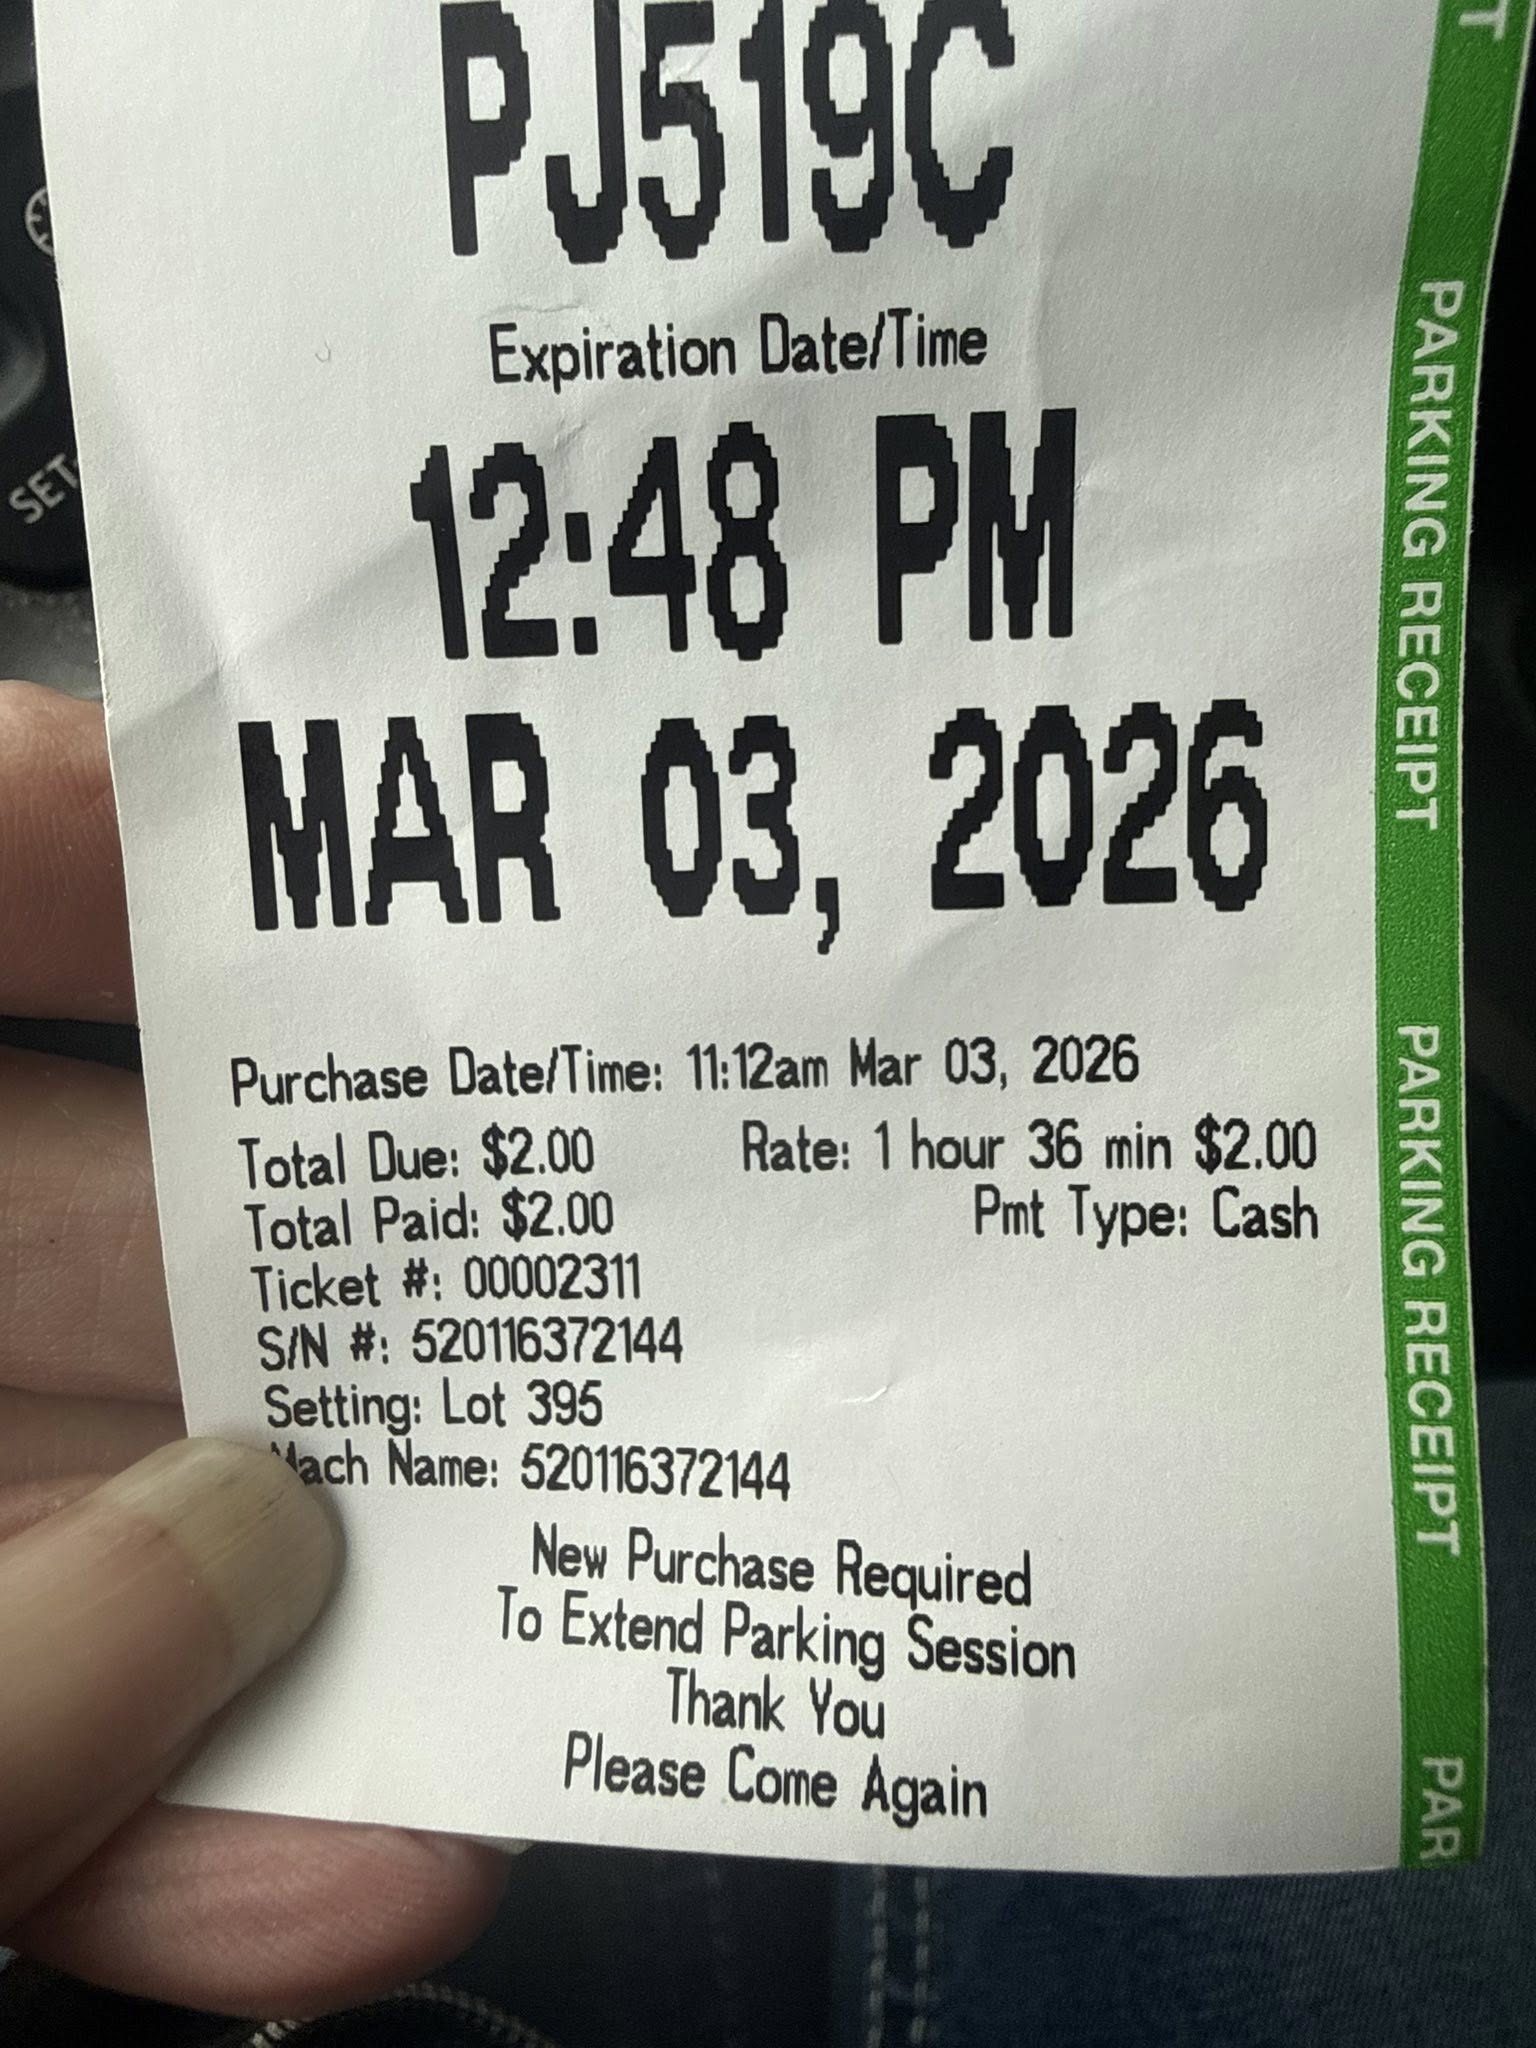 PJ519C
Expiration Date/Time
12:48 PM
MAR 03, 2026
Purchase Date/Time: 11:12am Mar 03, 2026
Total Due: $2.00 Rate: 1 hour 36 min $2.00
Total Paid: $2.00 Pmt Type: Cash
Ticket #: 00002311
S/N #: 520116372144
Setting: Lot 395
Mach Name: 520116372144
New Purchase Required
To Extend Parking Session
Thank You
Please Come Again
T
PARKING RECEIPT
PARKING RECEIPT
PAR
SET